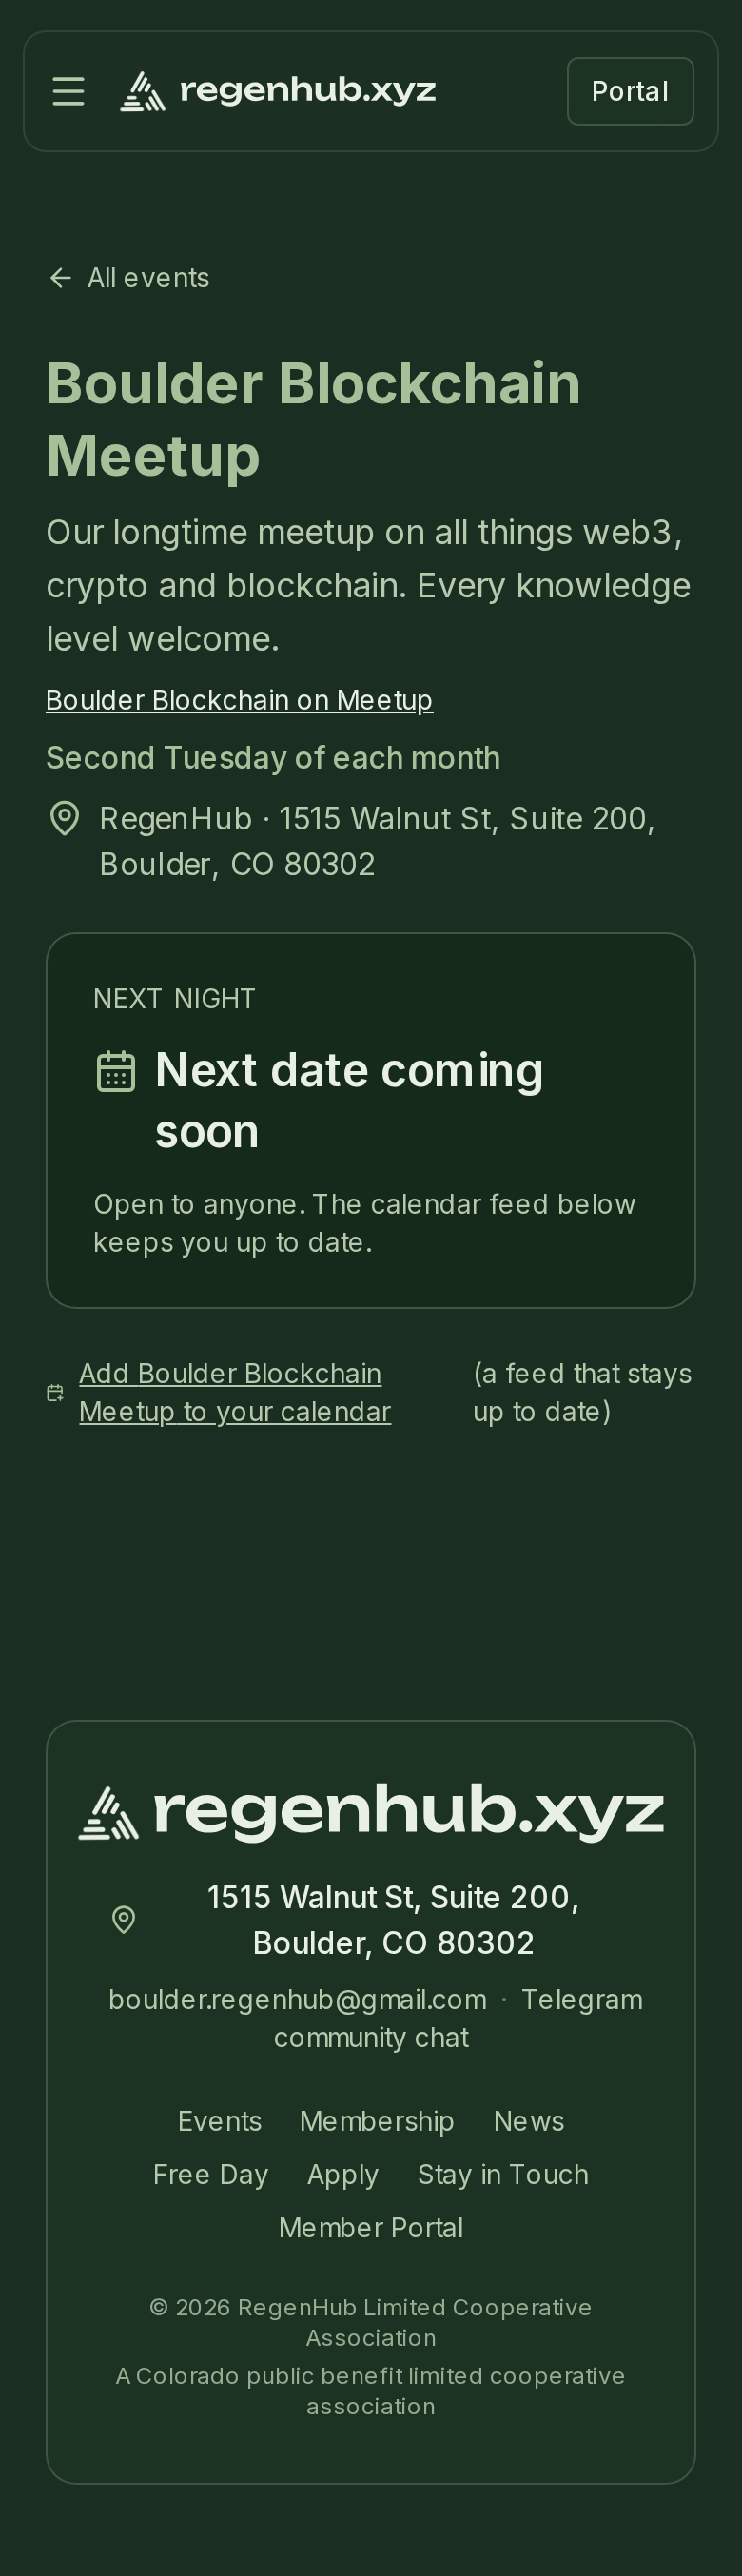 regenhub.xyz
Portal
All events
Boulder Blockchain
Meetup
Our longtime meetup on all things web3,
crypto and blockchain. Every knowledge
level welcome.
Boulder Blockchain on Meetup
Second Tuesday of each month
RegenHub · 1515 Walnut St, Suite 200,
Boulder, CO 80302
NEXT NIGHT
Next date coming
soon
Open to anyone. The calendar feed below
keeps you up to date.
Add Boulder Blockchain
Meetup to your calendar
(a feed that stays
up to date)
regenhub.xyz
1515 Walnut St, Suite 200,
Boulder, CO 80302
boulder.regenhub@gmail.com · Telegram
community chat
Events Membership News
Free Day Apply Stay in Touch
Member Portal
© 2026 RegenHub Limited Cooperative
Association
A Colorado public benefit limited cooperative
association